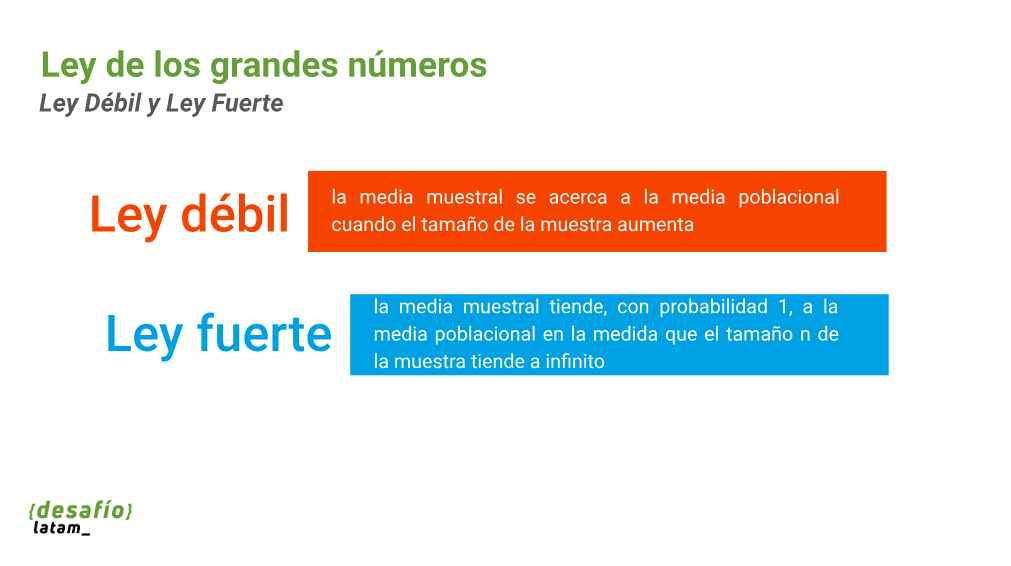 Ley de los grandes números
Ley Débil y Ley Fuerte
Ley débil
la media muestral se acerca a la media poblacional
cuando el tamaño de la muestra aumenta
Ley fuerte
la media muestral tiende, con probabilidad 1, a la
media poblacional en la medida que el tamaño n de
la muestra tiende a infinito
{desafío}
latam_